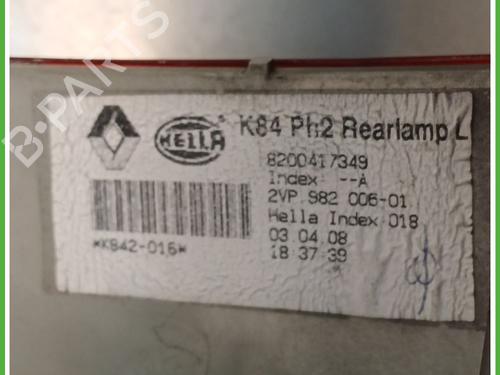 B-PARTS
HELLA
K84 Ph2 Rearlamp L
8200417349
Index: --A
2VP 982 006-01
Hella Index 018
03.04.08
18:37:39
*K842-016*